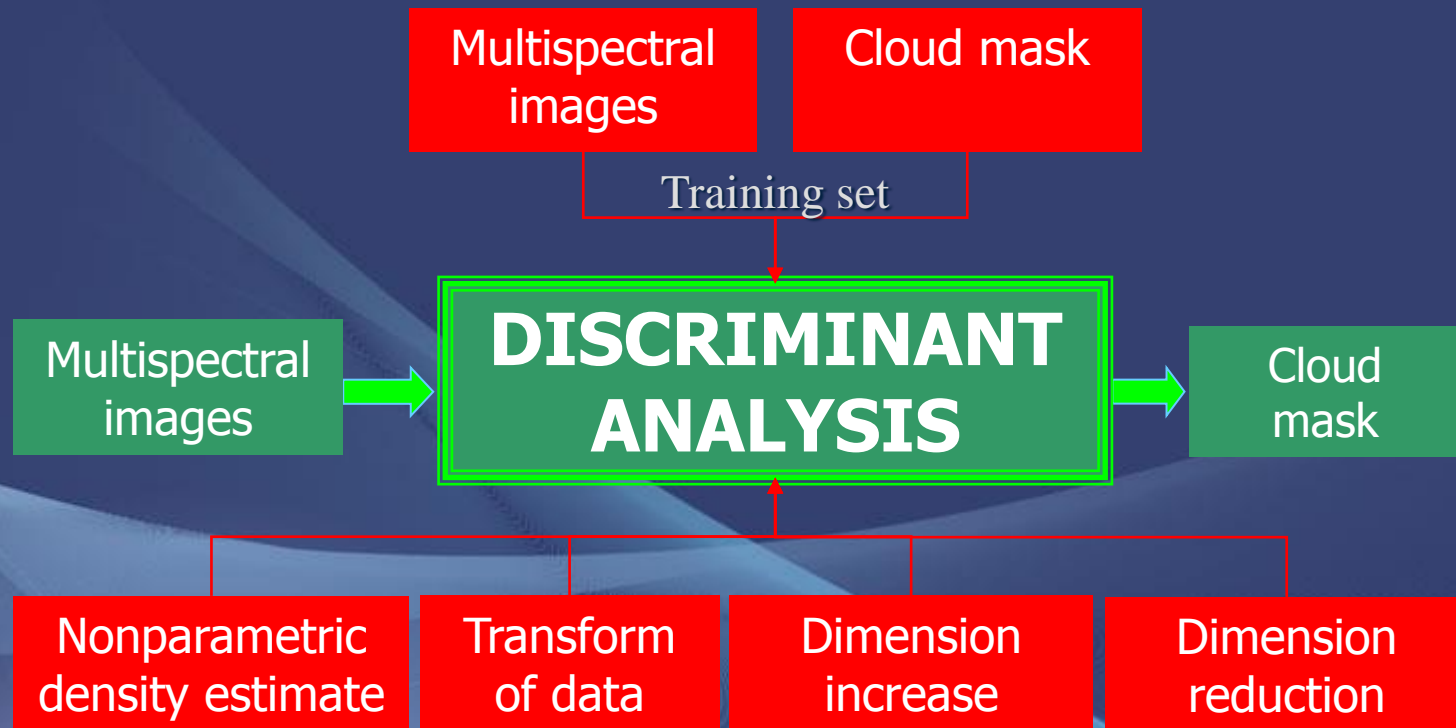 Multispectral
images
Cloud mask
Training set
Multispectral
images
DISCRIMINANT
ANALYSIS
Cloud
mask
Nonparametric
density estimate
Transform
of data
Dimension
increase
Dimension
reduction